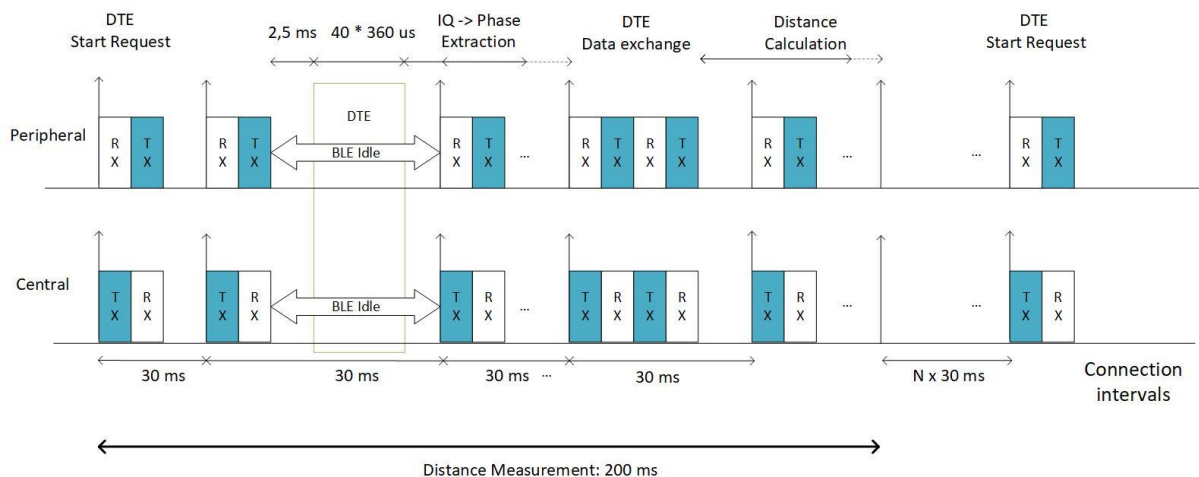 DTE
Start Request
2,5 ms
40 * 360 us
IQ -> Phase
Extraction
DTE
Data exchange
Distance
Calculation
DTE
Start Request
Peripheral
R X
T X
R X
T X
DTE
BLE Idle
R X
T X
...
R X
T X
R X
T X
R X
T X
...
...
R X
T X
Central
T X
R X
T X
R X
BLE Idle
T X
R X
...
T X
R X
T X
R X
T X
R X
...
...
T X
R X
30 ms
30 ms
30 ms
...
30 ms
N x 30 ms
Connection
intervals
Distance Measurement: 200 ms